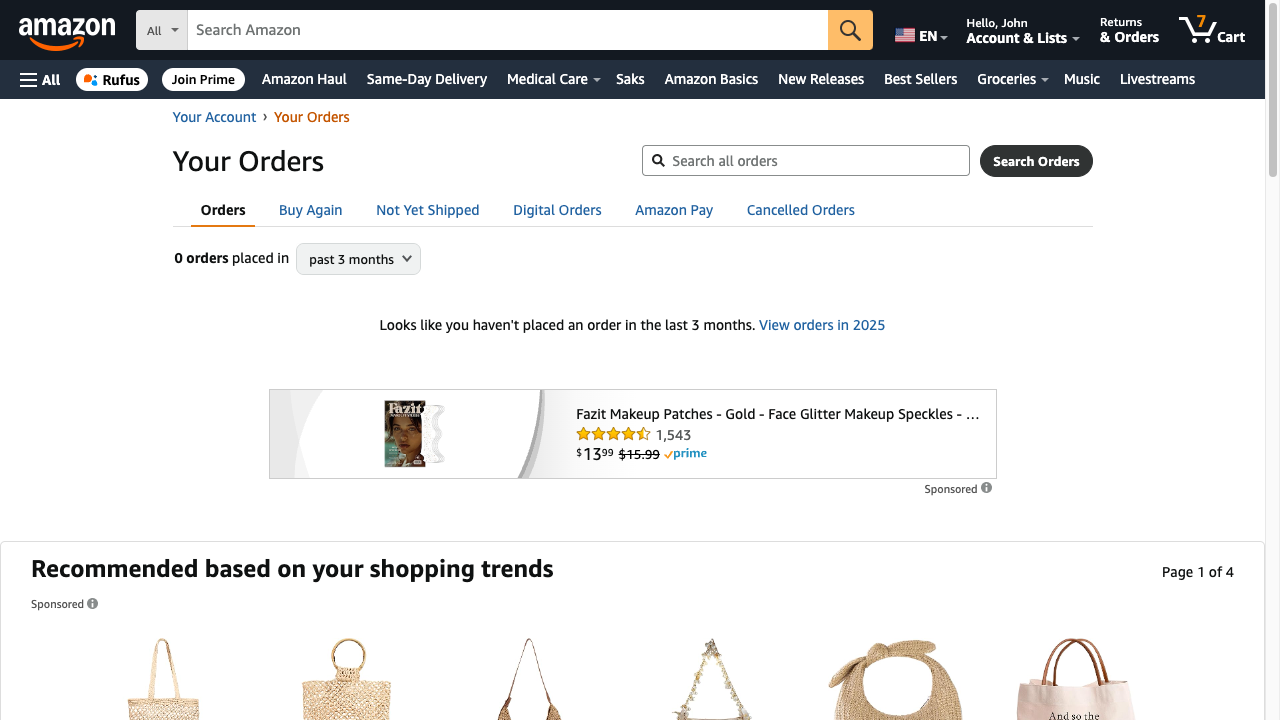 amazon
All
Search Amazon
EN
Hello, John
Account & Lists
Returns
& Orders
7
Cart
All
Rufus
Join Prime
Amazon Haul
Same-Day Delivery
Medical Care
Saks
Amazon Basics
New Releases
Best Sellers
Groceries
Music
Livestreams
Your Account › Your Orders
Your Orders
Search all orders
Search Orders
Orders
Buy Again
Not Yet Shipped
Digital Orders
Amazon Pay
Cancelled Orders
0 orders placed in past 3 months
Looks like you haven't placed an order in the last 3 months. View orders in 2025
Fazit
Fazit Makeup Patches - Gold - Face Glitter Makeup Speckles - …
1,543
$13.99 $15.99 prime
Sponsored
Recommended based on your shopping trends
Page 1 of 4
Sponsored
And so the